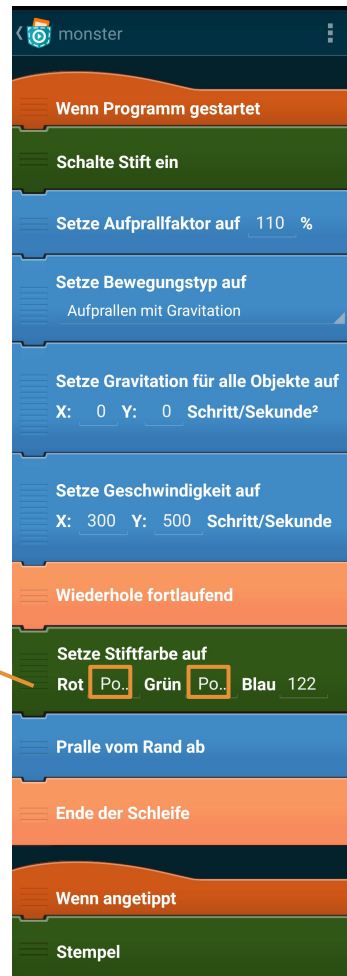 monster
Wenn Programm gestartet
Schalte Stift ein
Setze Aufprallfaktor auf 110 %
Setze Bewegungstyp auf
Aufprallen mit Gravitation
Setze Gravitation für alle Objekte auf
X: 0 Y: 0 Schritt/Sekunde²
Setze Geschwindigkeit auf
X: 300 Y: 500 Schritt/Sekunde
Wiederhole fortlaufend
Setze Stiftfarbe auf
Rot Po.. Grün Po.. Blau 122
Pralle vom Rand ab
Ende der Schleife
Wenn angetippt
Stempel